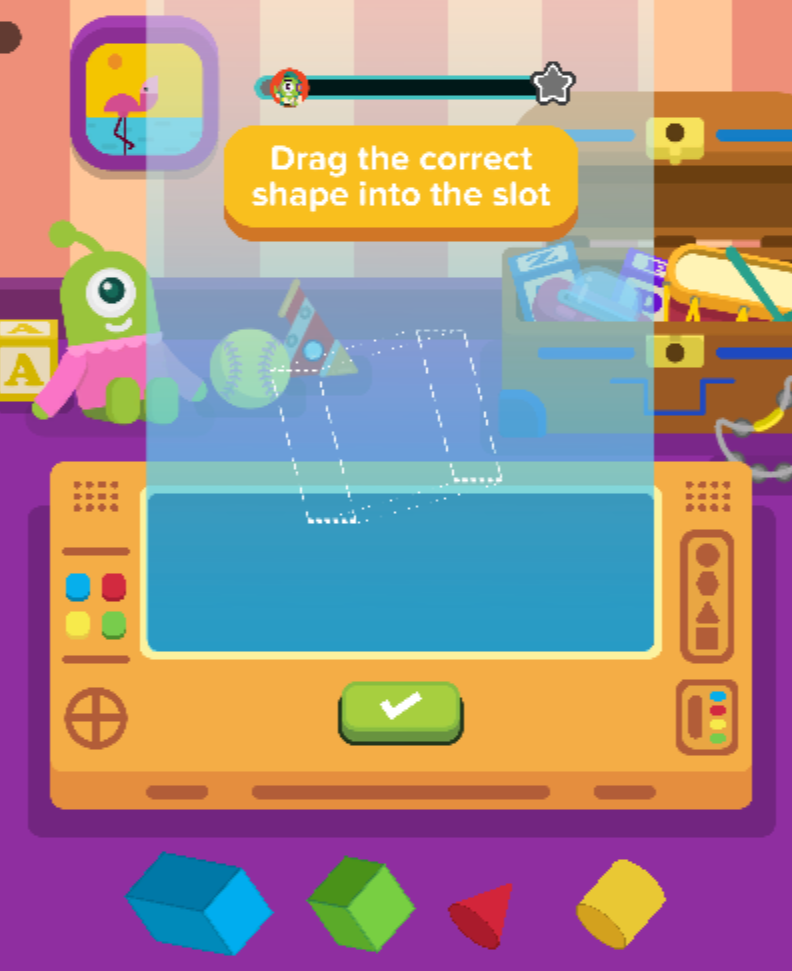 Drag the correct
shape into the slot
A
A